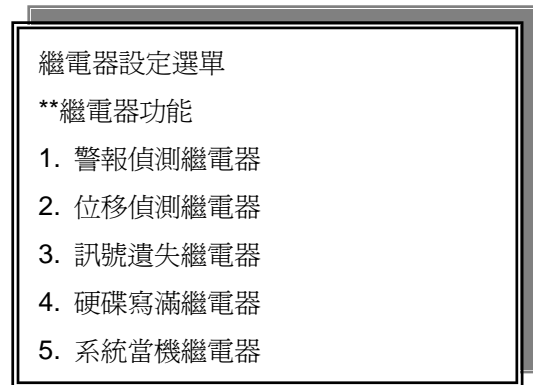 繼電器設定選單
**繼電器功能
1. 警報偵測繼電器
2. 位移偵測繼電器
3. 訊號遺失繼電器
4. 硬碟寫滿繼電器
5. 系統當機繼電器